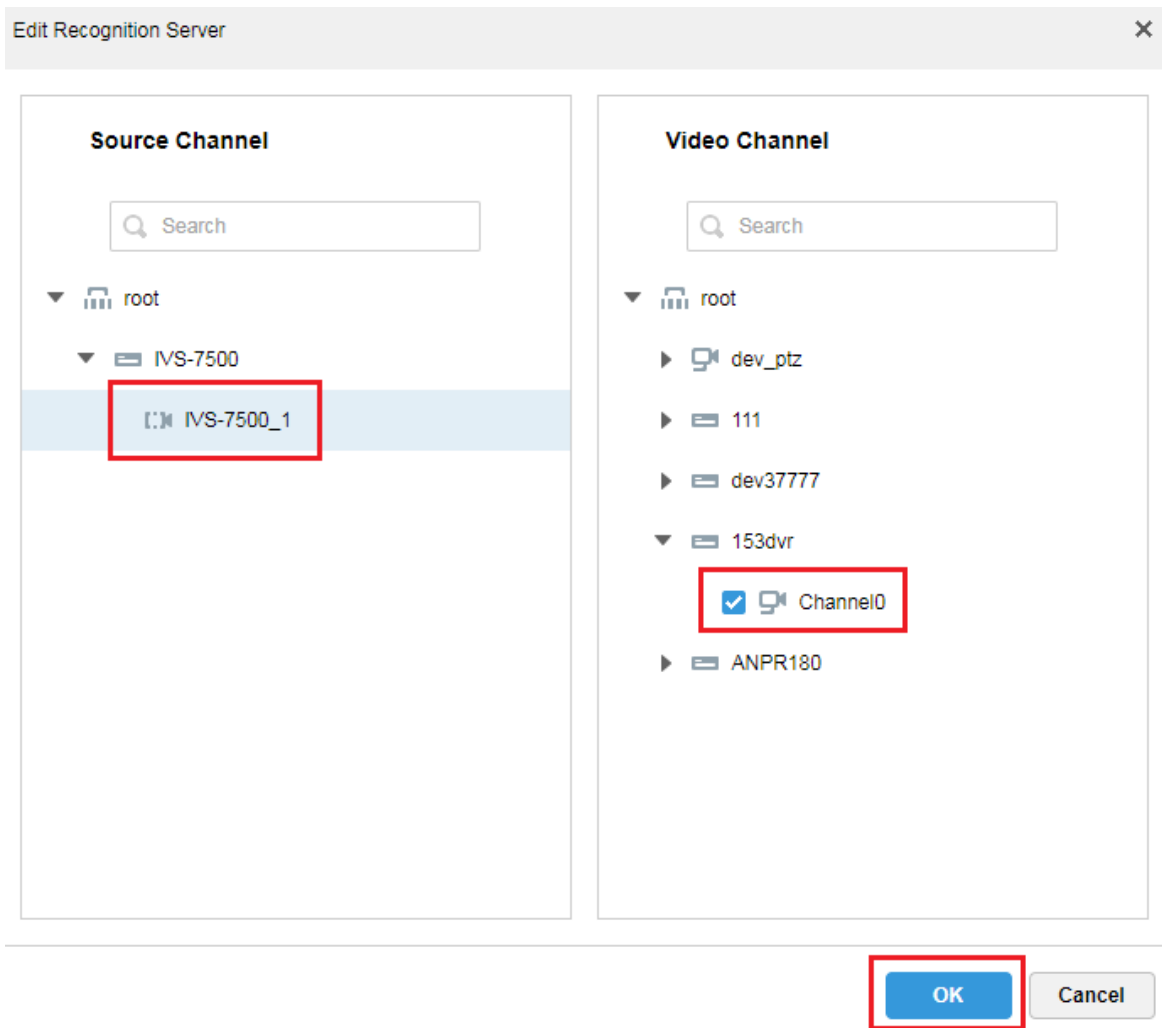 Edit Recognition Server
Source Channel
Search
root
IVS-7500
IVS-7500_1
Video Channel
Search
root
dev_ptz
111
dev37777
153dvr
Channel0
ANPR180
OK
Cancel